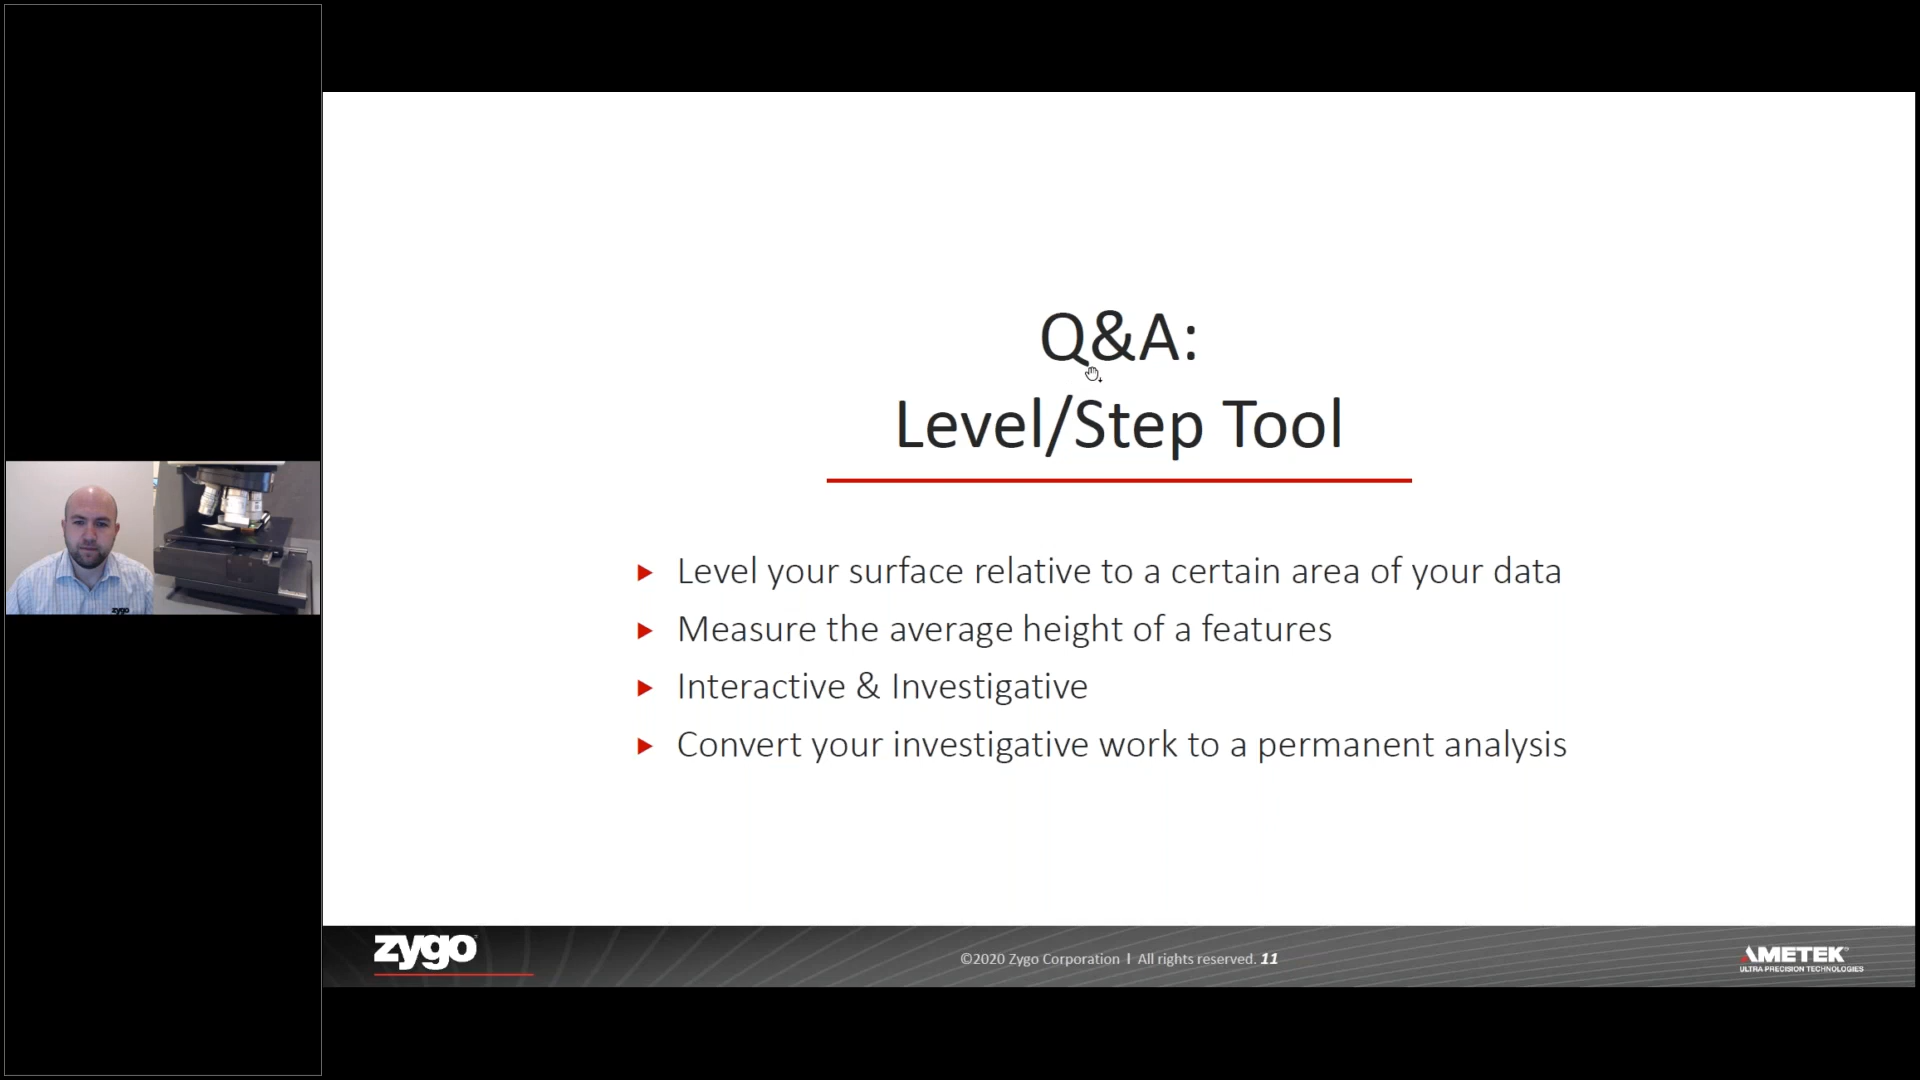 Q&A:
Level/Step Tool
Level your surface relative to a certain area of your data
Measure the average height of a features
Interactive & Investigative
Convert your investigative work to a permanent analysis
zygo
zygo
©2020 Zygo Corporation | All rights reserved. 11
AMETEK®
ULTRA PRECISION TECHNOLOGIES